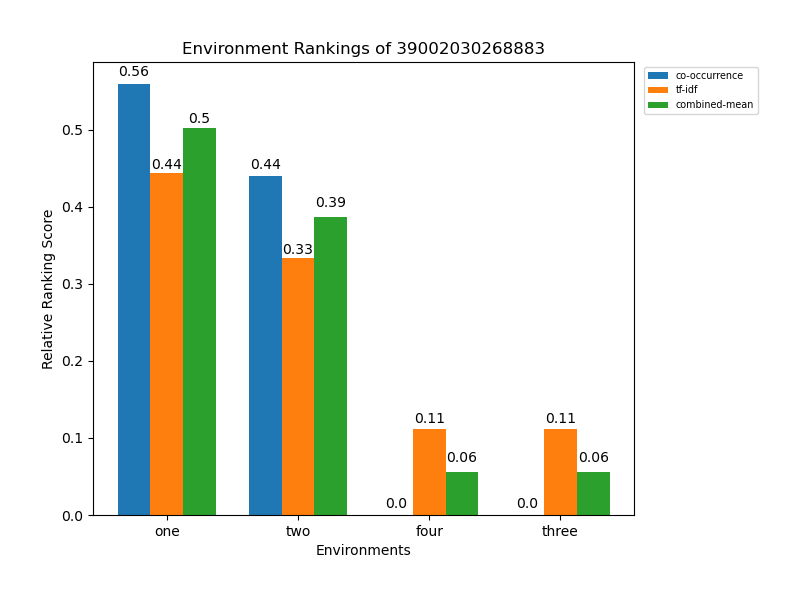 Environment Rankings of 39002030268883
co-occurrence
tf-idf
combined-mean
Relative Ranking Score
0.5
0.4
0.3
0.2
0.1
0.0
0.56
0.44
0.5
0.44
0.33
0.39
0.0
0.11
0.06
0.0
0.11
0.06
one two four three
Environments